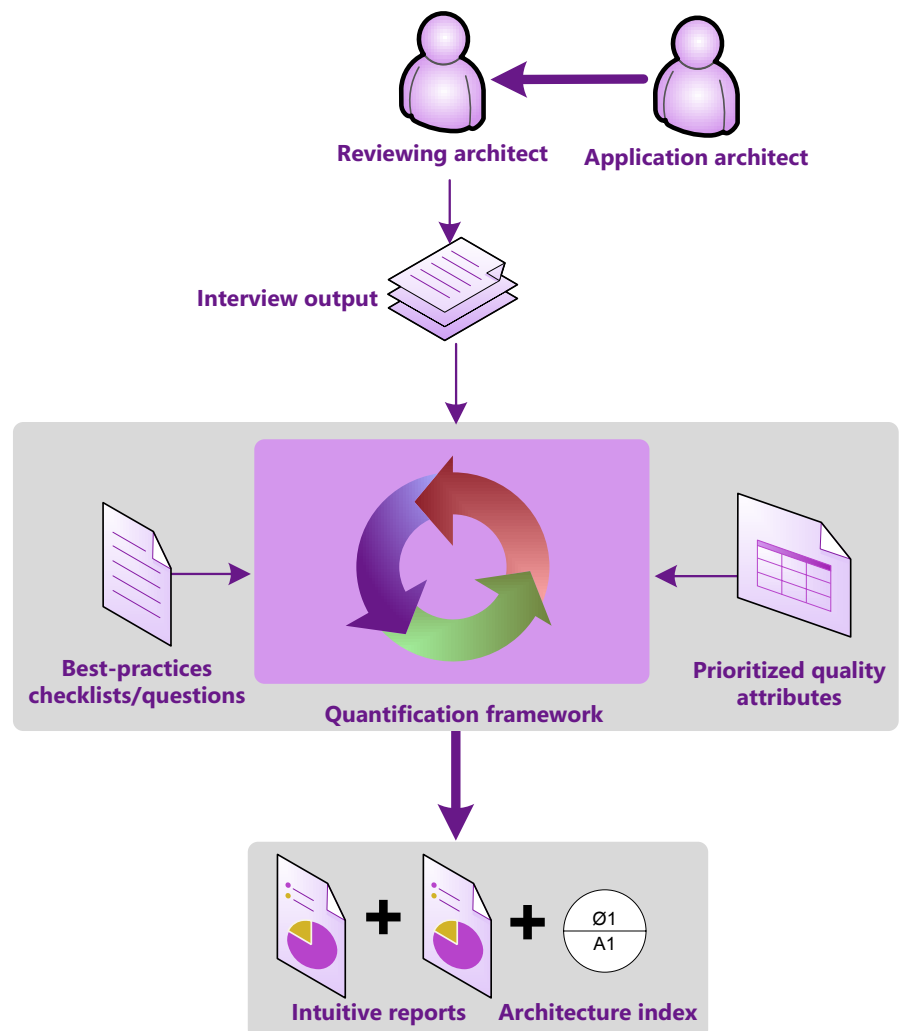 Reviewing architect
Application architect
Interview output
Best-practices
checklists/questions
Prioritized quality
attributes
Quantification framework
Ø1
A1
Intuitive reports
Architecture index